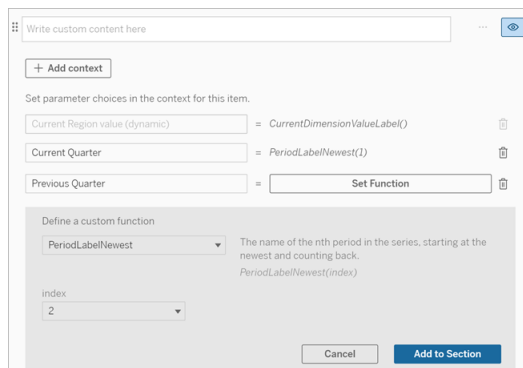 Write custom content here
+ Add context
Set parameter choices in the context for this item.
Current Region value (dynamic) = CurrentDimensionValueLabel()
Current Quarter = PeriodLabelNewest(1)
Previous Quarter = Set Function
Define a custom function
PeriodLabelNewest The name of the nth period in the series, starting at the
newest and counting back.
PeriodLabelNewest(index)
index
2
Cancel Add to Section